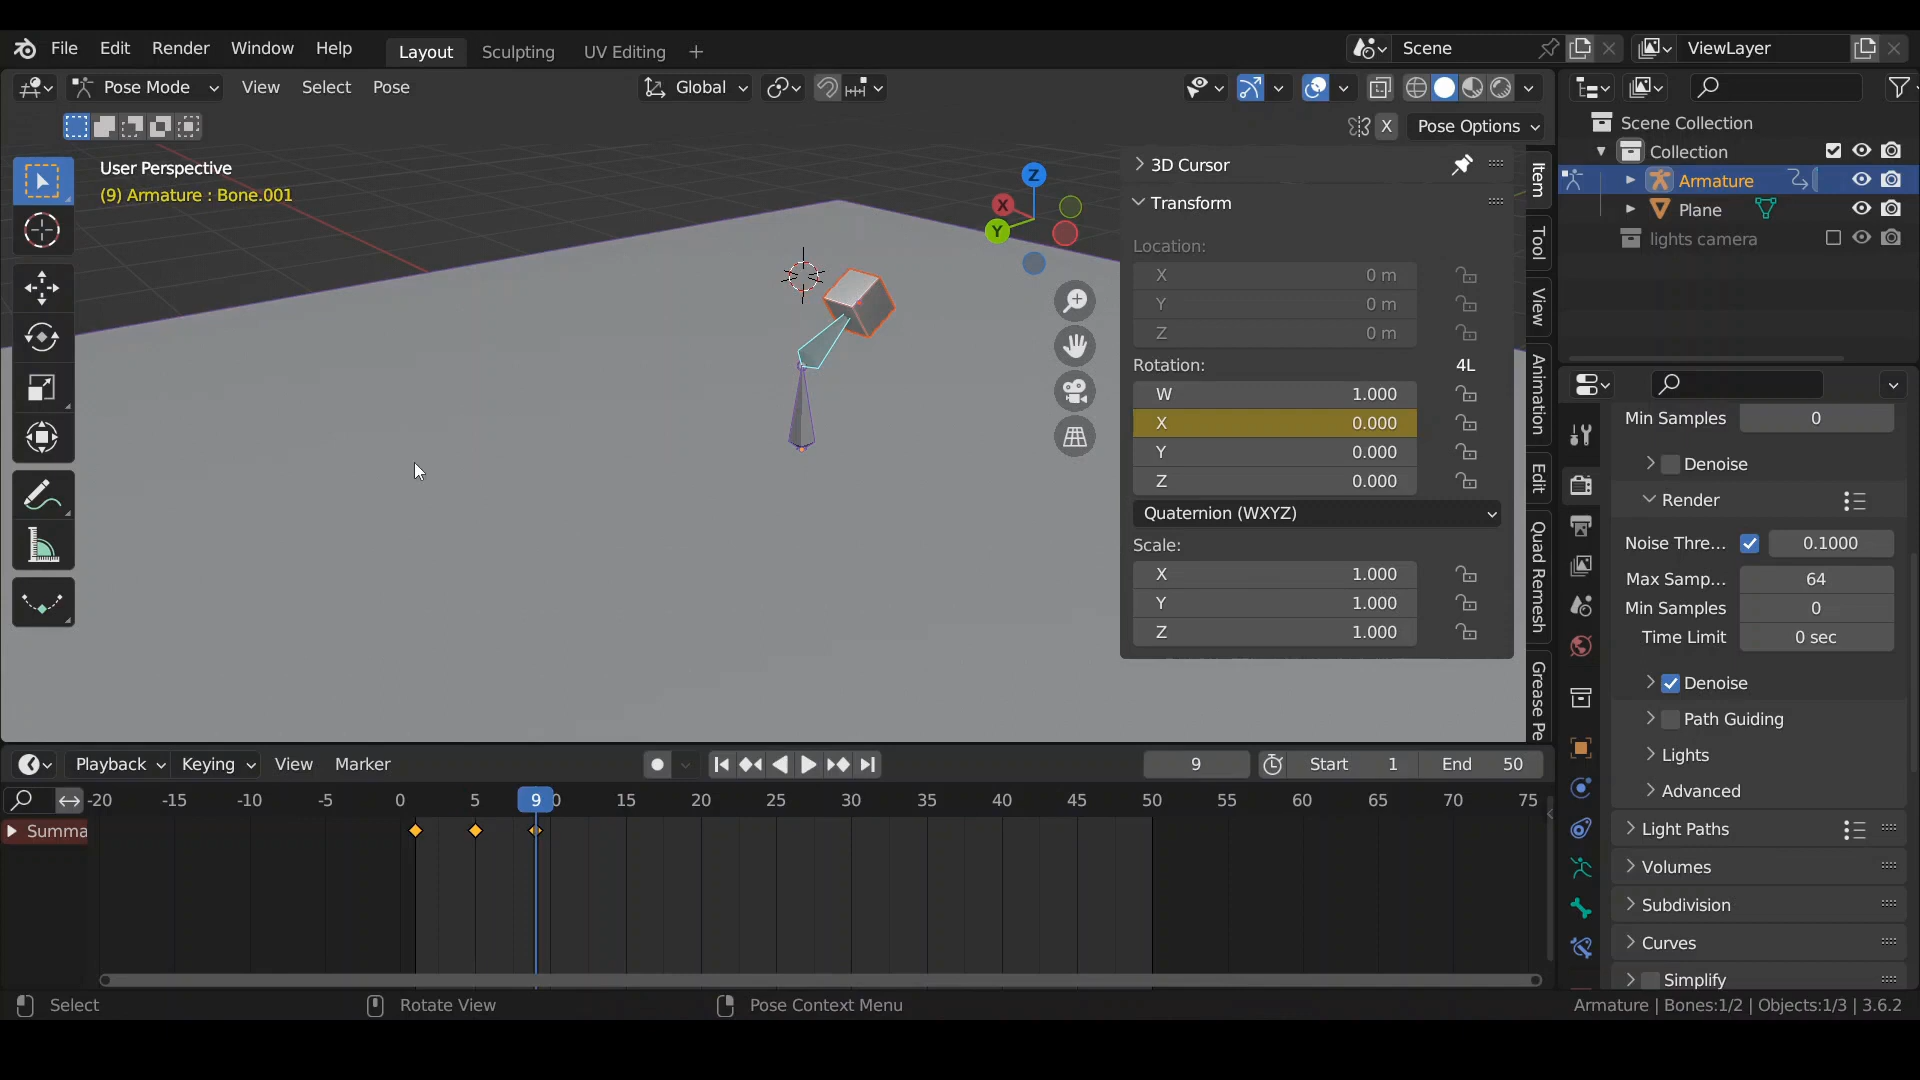 File Edit Render Window Help Layout Sculpting UV Editing + Scene ViewLayer
Pose Mode View Select Pose Global
X Pose Options
User Perspective
(9) Armature : Bone.001
Z
X
Y
3D Cursor
Transform
Location:
X 0 m
Y 0 m
Z 0 m
Rotation: 4L
W 1.000
X 0.000
Y 0.000
Z 0.000
Quaternion (WXYZ)
Scale:
X 1.000
Y 1.000
Z 1.000
Item
Tool
View
Animation
Edit
Quad Remesh
Grease Pe
Scene Collection
Collection
Armature
Plane
lights camera
Min Samples 0
Denoise
Render
Noise Thre... 0.1000
Max Samp... 64
Min Samples 0
Time Limit 0 sec
Denoise
Path Guiding
Lights
Advanced
Light Paths
Volumes
Subdivision
Curves
Simplify
Playback Keying View Marker 9 Start 1 End 50
-20 -15 -10 -5 0 5 9 0 15 20 25 30 35 40 45 50 55 60 65 70 75
Summa
Select Rotate View Pose Context Menu Armature | Bones:1/2 | Objects:1/3 | 3.6.2